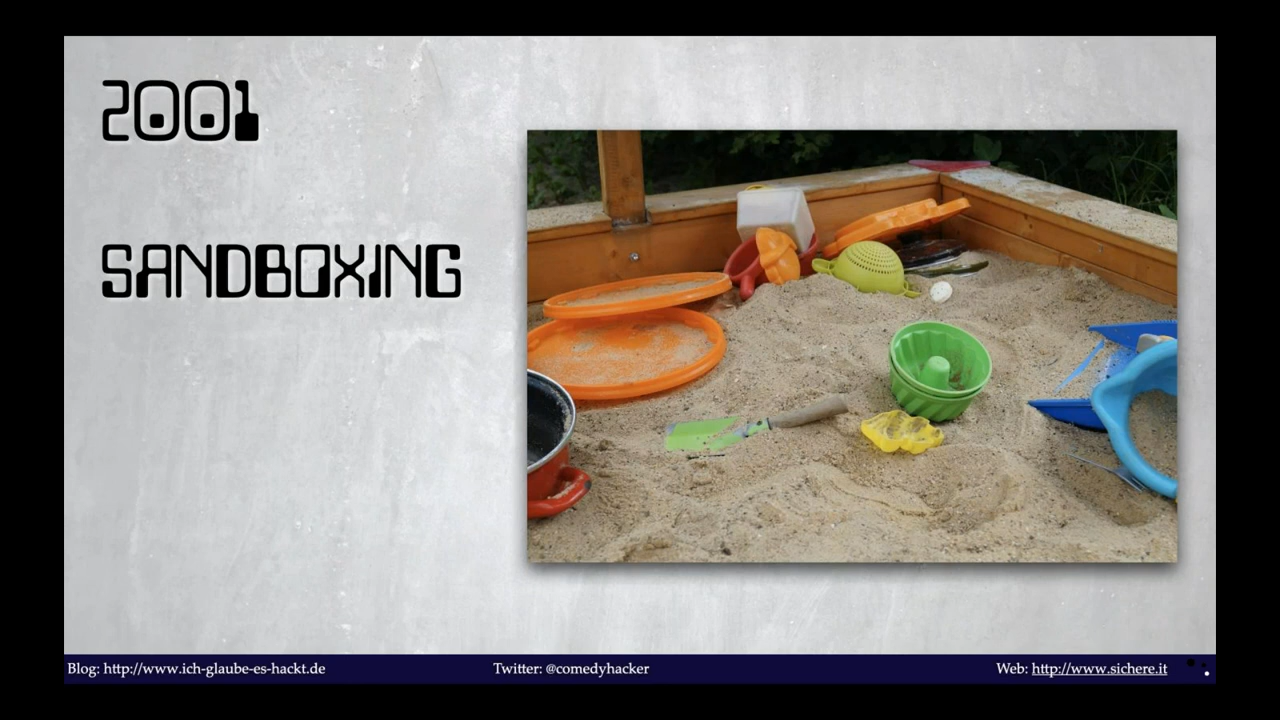 2001
SANDBOXING
Blog: http://www.ich-glaube-es-hackt.de
Twitter: @comedyhacker
Web: http://www.sichere.it